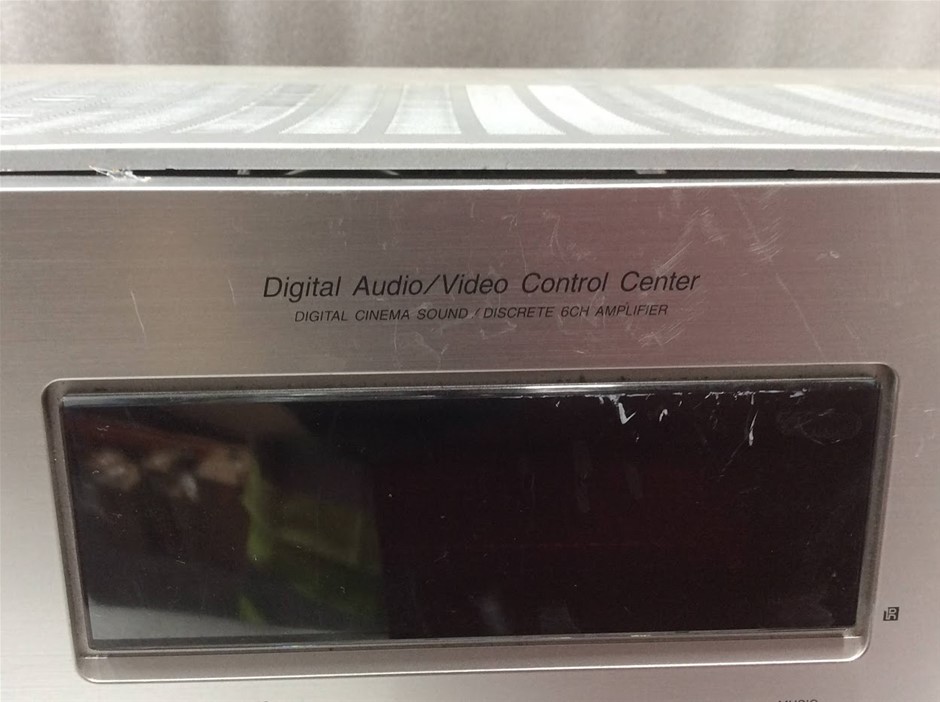 Digital Audio/Video Control Center
DIGITAL CINEMA SOUND / DISCRETE 6CH AMPLIFIER